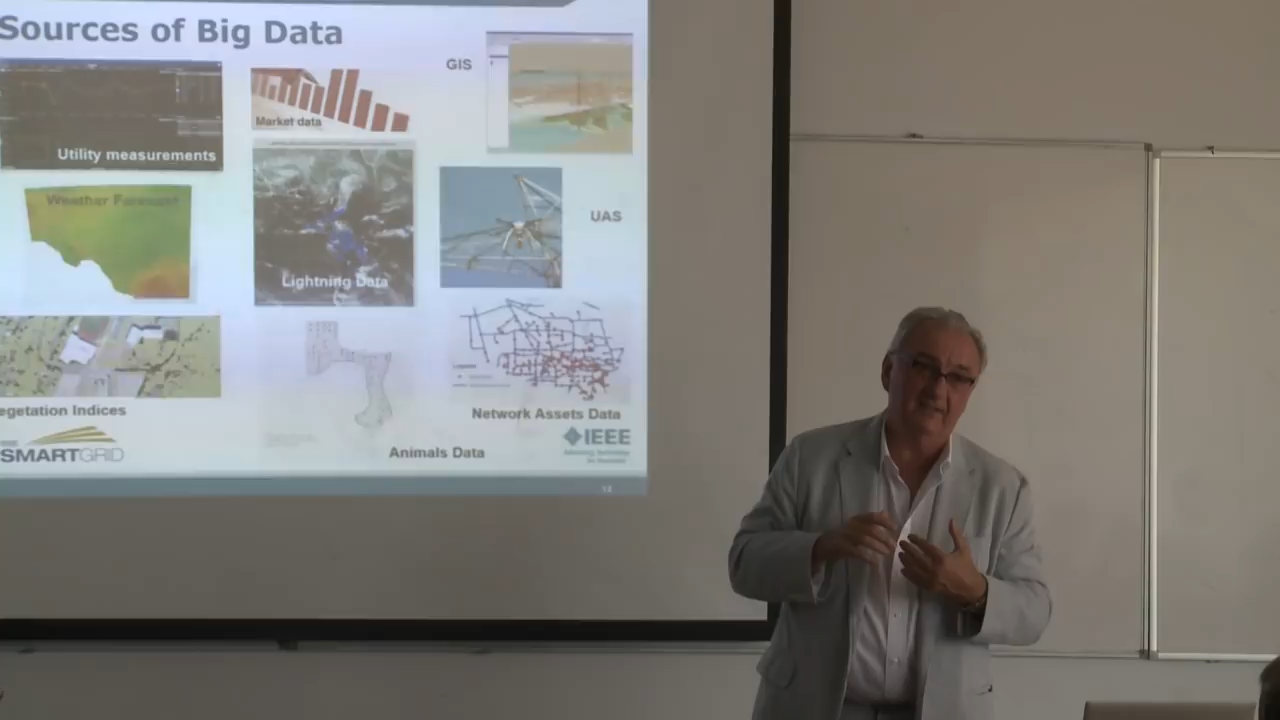 Sources of Big Data
GIS
Market data
Utility measurements
Weather Forecast
UAS
Lightning Data
egetation Indices
Network Assets Data
Animals Data
SMARTGRID
IEEE
14